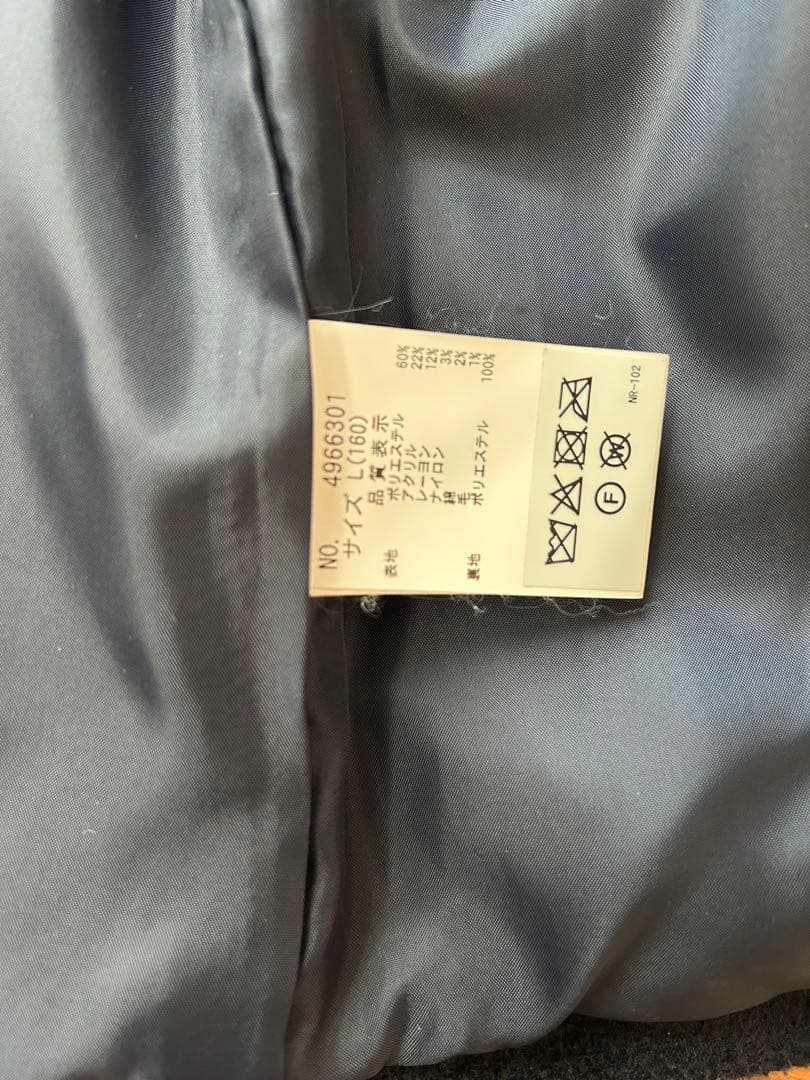 NO. 4966301
サイズ L(160)
品質表示
表地 ポリエステル 60%
アクリル 22%
レーヨン 12%
ナイロン 3%
綿 2%
毛 1%
裏地 ポリエステル 100%
F W
NR-102